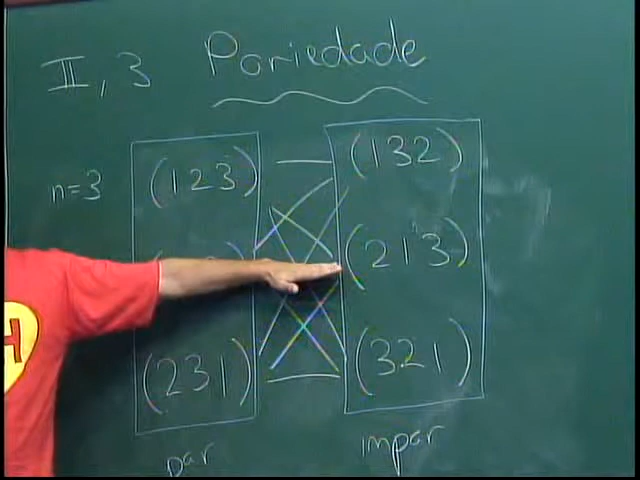 II, 3 Pariedade
n=3 (123) (132)
(213)
(231) (321)
par impar
H